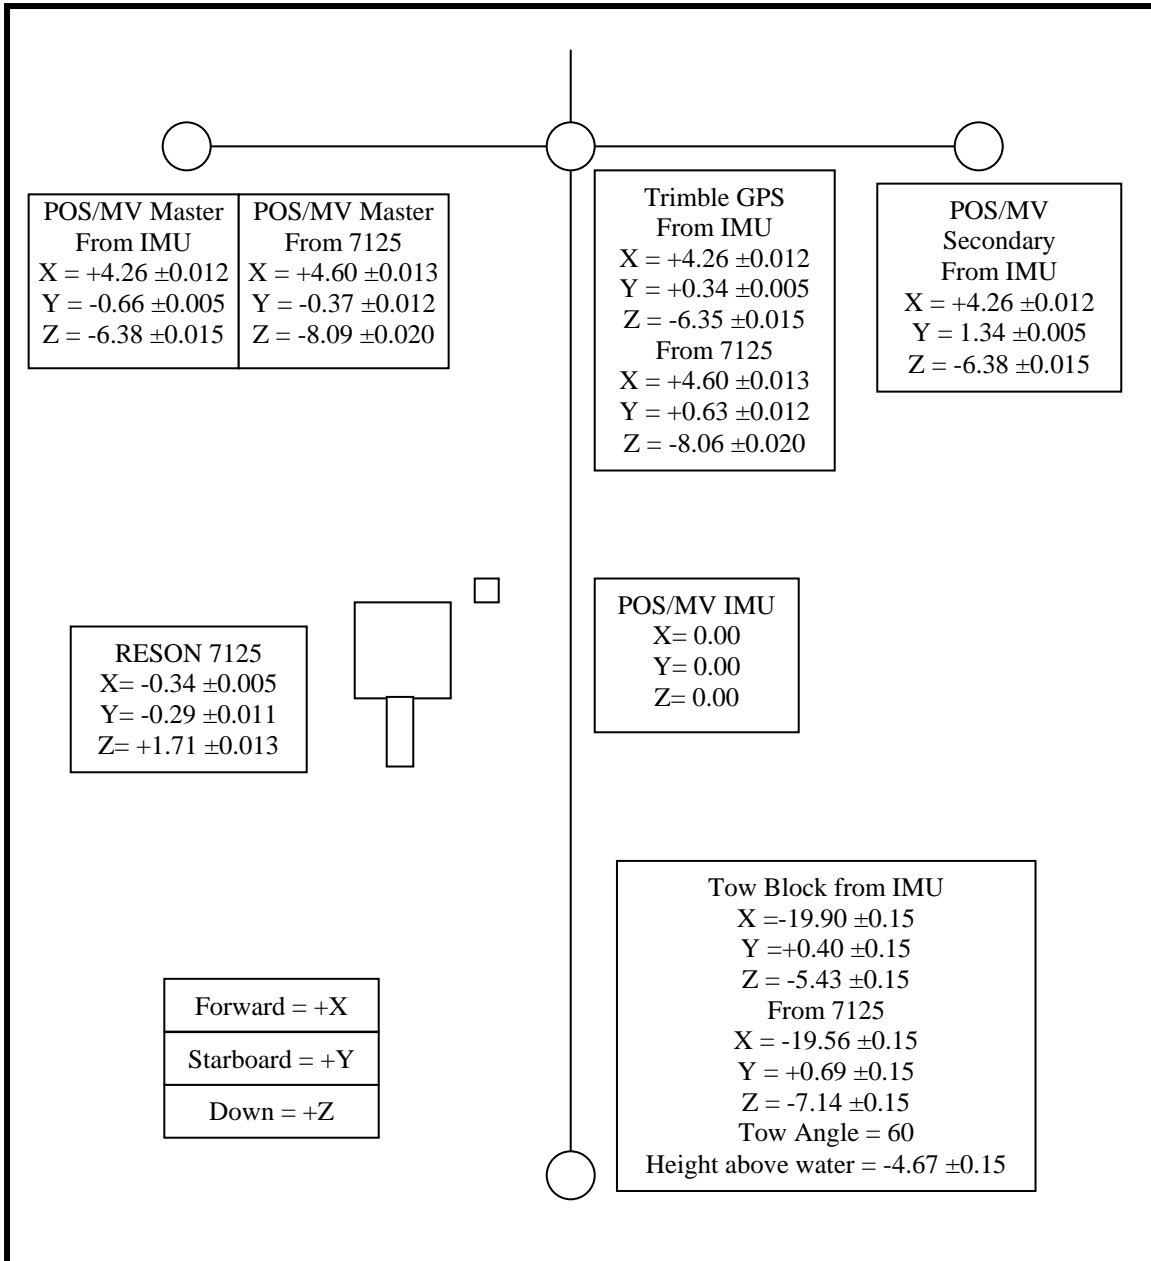 POS/MV Master
From IMU
X = +4.26 ±0.012
Y = -0.66 ±0.005
Z = -6.38 ±0.015
POS/MV Master
From 7125
X = +4.60 ±0.013
Y = -0.37 ±0.012
Z = -8.09 ±0.020
Trimble GPS
From IMU
X = +4.26 ±0.012
Y = +0.34 ±0.005
Z = -6.35 ±0.015
From 7125
X = +4.60 ±0.013
Y = +0.63 ±0.012
Z = -8.06 ±0.020
POS/MV
Secondary
From IMU
X = +4.26 ±0.012
Y = 1.34 ±0.005
Z = -6.38 ±0.015
RESON 7125
X= -0.34 ±0.005
Y= -0.29 ±0.011
Z= +1.71 ±0.013
POS/MV IMU
X= 0.00
Y= 0.00
Z= 0.00
Tow Block from IMU
X =-19.90 ±0.15
Y =+0.40 ±0.15
Z = -5.43 ±0.15
From 7125
X = -19.56 ±0.15
Y = +0.69 ±0.15
Z = -7.14 ±0.15
Tow Angle = 60
Height above water = -4.67 ±0.15
Forward = +X
Starboard = +Y
Down = +Z